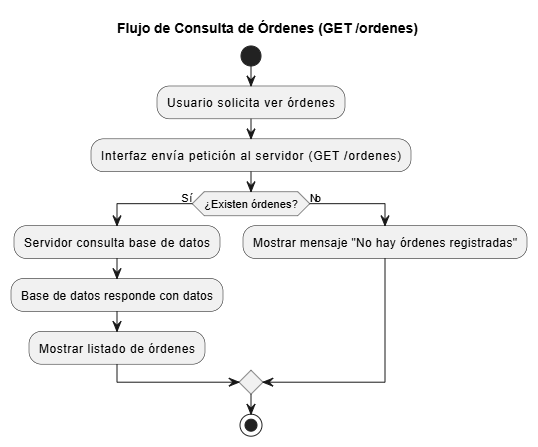 Flujo de Consulta de Órdenes (GET /ordenes)
Usuario solicita ver órdenes
Interfaz envía petición al servidor (GET /ordenes)
¿Existen órdenes?
Sí
No
Servidor consulta base de datos
Mostrar mensaje "No hay órdenes registradas"
Base de datos responde con datos
Mostrar listado de órdenes